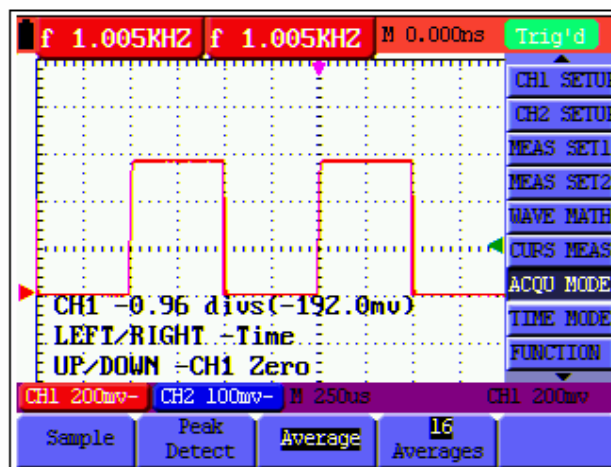 f 1.005KHZ f 1.005KHZ M 0.000ns Trig'd
CH1 SETUP
CH2 SETUP
MEAS SET1
MEAS SET2
WAVE MATH
CURS MEAS
ACQU MODE
TIME MODE
FUNCTION
CH1 -0.96 divs(-192.0mv)
LEFT/RIGHT -Time
UP/DOWN -CH1 Zero
CH1 200mv- CH2 100mv- M 250us CH1 200mv
Sample
Peak
Detect
Average
16
Averages